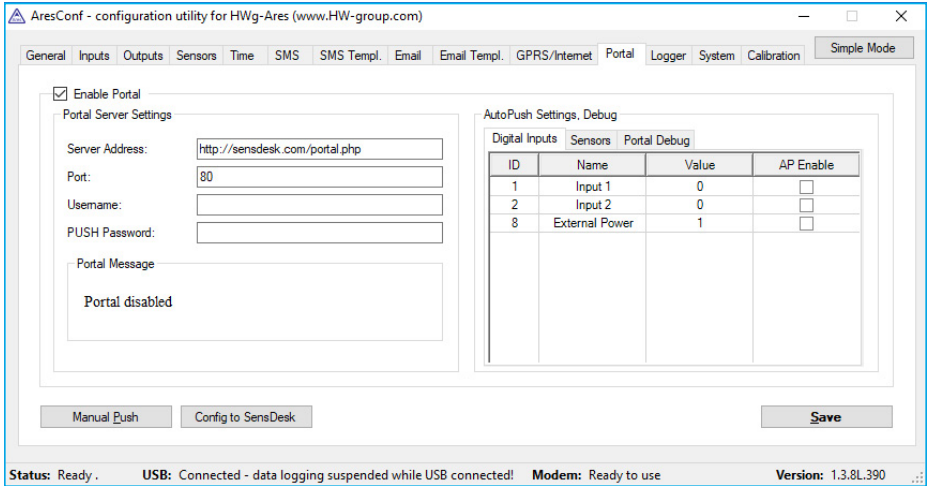 AresConf - configuration utility for HWg-Ares (www.HW-group.com)
General Inputs Outputs Sensors Time SMS SMS Templ. Email Email Templ. GPRS/Internet Portal Logger System Calibration Simple Mode
Enable Portal
Portal Server Settings
Server Address: http://sensdesk.com/portal.php
Port: 80
Username:
PUSH Password:
Portal Message
Portal disabled
AutoPush Settings, Debug
Digital Inputs Sensors Portal Debug
ID Name Value AP Enable
1 Input 1 0
2 Input 2 0
8 External Power 1
Manual Push Config to SensDesk Save
Status: Ready . USB: Connected - data logging suspended while USB connected! Modem: Ready to use Version: 1.3.8L.390